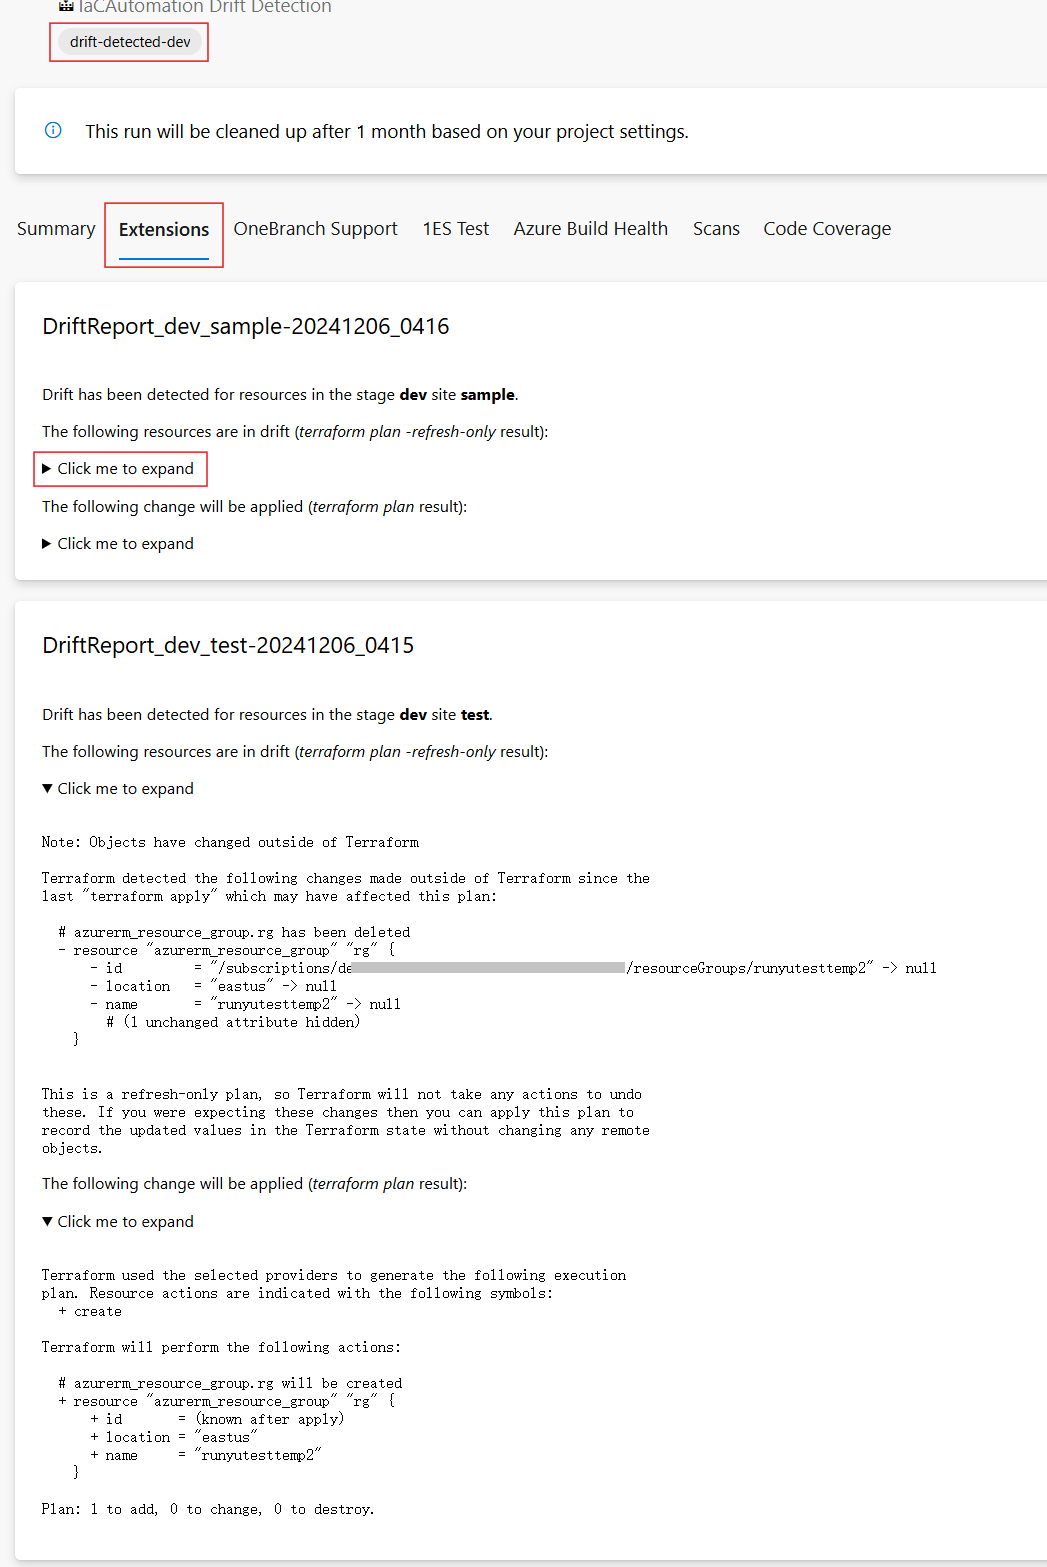 IaCAutomation Drift Detection
drift-detected-dev
This run will be cleaned up after 1 month based on your project settings.
Summary Extensions OneBranch Support 1ES Test Azure Build Health Scans Code Coverage
DriftReport_dev_sample-20241206_0416
Drift has been detected for resources in the stage dev site sample.
The following resources are in drift (terraform plan -refresh-only result):
▶ Click me to expand
The following change will be applied (terraform plan result):
▶ Click me to expand
DriftReport_dev_test-20241206_0415
Drift has been detected for resources in the stage dev site test.
The following resources are in drift (terraform plan -refresh-only result):
▼ Click me to expand
Note: Objects have changed outside of Terraform
Terraform detected the following changes made outside of Terraform since the
last "terraform apply" which may have affected this plan:
# azurerm_resource_group.rg has been deleted
- resource "azurerm_resource_group" "rg" {
- id = "/subscriptions/de /resourceGroups/runyutesttemp2" -> null
- location = "eastus" -> null
- name = "runyutesttemp2" -> null
# (1 unchanged attribute hidden)
}
This is a refresh-only plan, so Terraform will not take any actions to undo
these. If you were expecting these changes then you can apply this plan to
record the updated values in the Terraform state without changing any remote
objects.
The following change will be applied (terraform plan result):
▼ Click me to expand
Terraform used the selected providers to generate the following execution
plan. Resource actions are indicated with the following symbols:
+ create
Terraform will perform the following actions:
# azurerm_resource_group.rg will be created
+ resource "azurerm_resource_group" "rg" {
+ id = (known after apply)
+ location = "eastus"
+ name = "runyutesttemp2"
}
Plan: 1 to add, 0 to change, 0 to destroy.